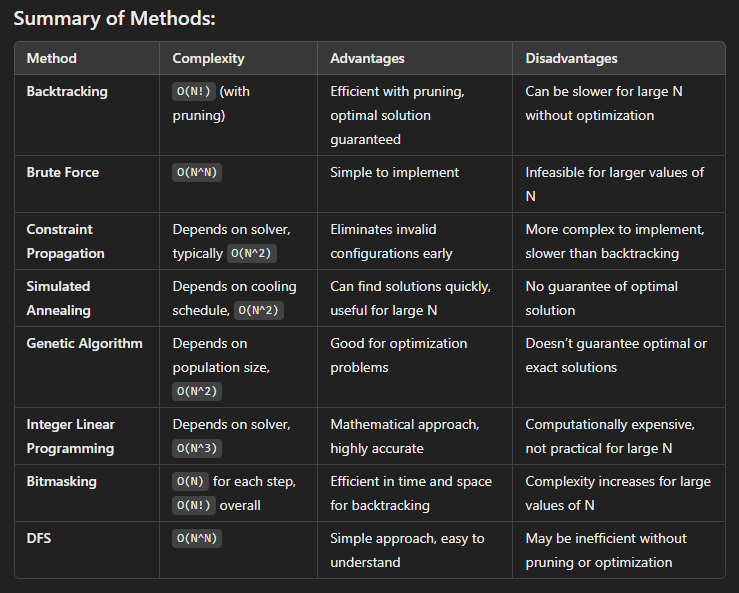 Summary of Methods:
Method Complexity Advantages Disadvantages
Backtracking O(N!) (with Efficient with pruning, Can be slower for large N
pruning) optimal solution without optimization
guaranteed
Brute Force O(N^N) Simple to implement Infeasible for larger values of
N
Constraint Depends on solver, Eliminates invalid More complex to implement,
Propagation typically O(N^2) configurations early slower than backtracking
Simulated Depends on cooling Can find solutions quickly, No guarantee of optimal
Annealing schedule, O(N^2) useful for large N solution
Genetic Algorithm Depends on Good for optimization Doesn’t guarantee optimal or
population size, problems exact solutions
O(N^2)
Integer Linear Depends on solver, Mathematical approach, Computationally expensive,
Programming O(N^3) highly accurate not practical for large N
Bitmasking O(N) for each step, Efficient in time and space Complexity increases for large
O(N!) overall for backtracking values of N
DFS O(N^N) Simple approach, easy to May be inefficient without
understand pruning or optimization